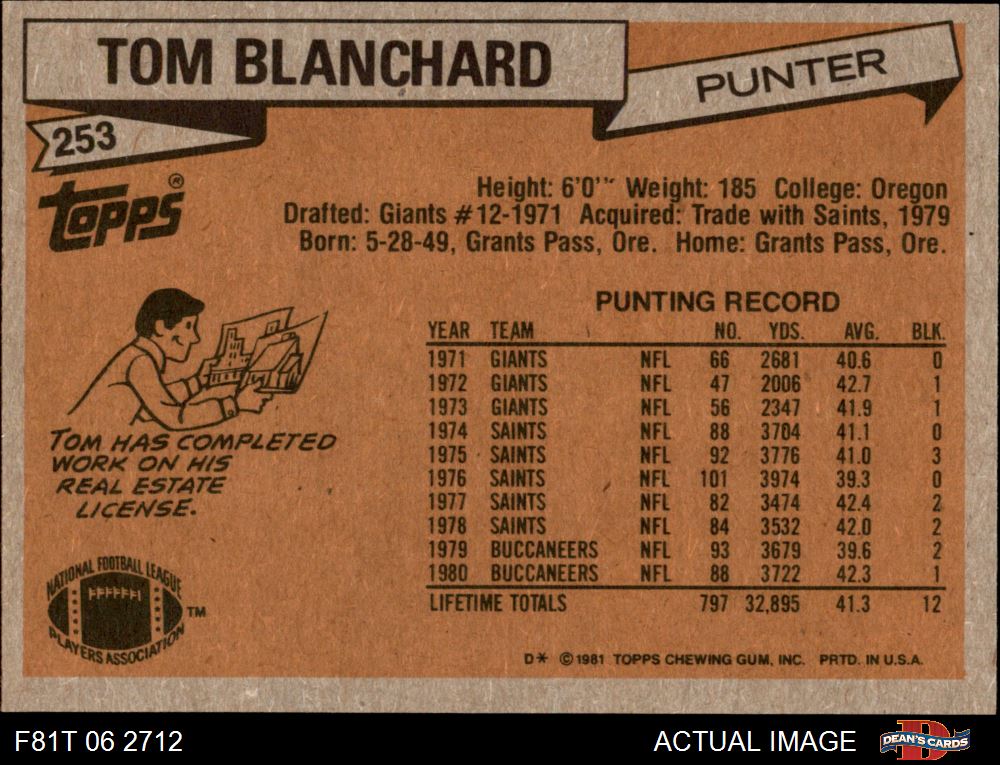 TOM BLANCHARD
PUNTER
253
TOPPS®
Height: 6'0" Weight: 185 College: Oregon
Drafted: Giants #12-1971 Acquired: Trade with Saints, 1979
Born: 5-28-49, Grants Pass, Ore. Home: Grants Pass, Ore.
PUNTING RECORD
YEAR TEAM NO. YDS. AVG. BLK.
1971 GIANTS NFL 66 2681 40.6 0
1972 GIANTS NFL 47 2006 42.7 1
1973 GIANTS NFL 56 2347 41.9 1
1974 SAINTS NFL 88 3704 41.1 0
1975 SAINTS NFL 92 3776 41.0 3
1976 SAINTS NFL 101 3974 39.3 0
1977 SAINTS NFL 82 3474 42.4 2
1978 SAINTS NFL 84 3532 42.0 2
1979 BUCCANEERS NFL 93 3679 39.6 2
1980 BUCCANEERS NFL 88 3722 42.3 1
LIFETIME TOTALS 797 32,895 41.3 12
TOM HAS COMPLETED
WORK ON HIS
REAL ESTATE
LICENSE.
NATIONAL FOOTBALL LEAGUE
PLAYERS ASSOCIATION
TM
D* ©1981 TOPPS CHEWING GUM, INC. PRTD. IN U.S.A.
F81T 06 2712
ACTUAL IMAGE
D
DEAN'S CARDS